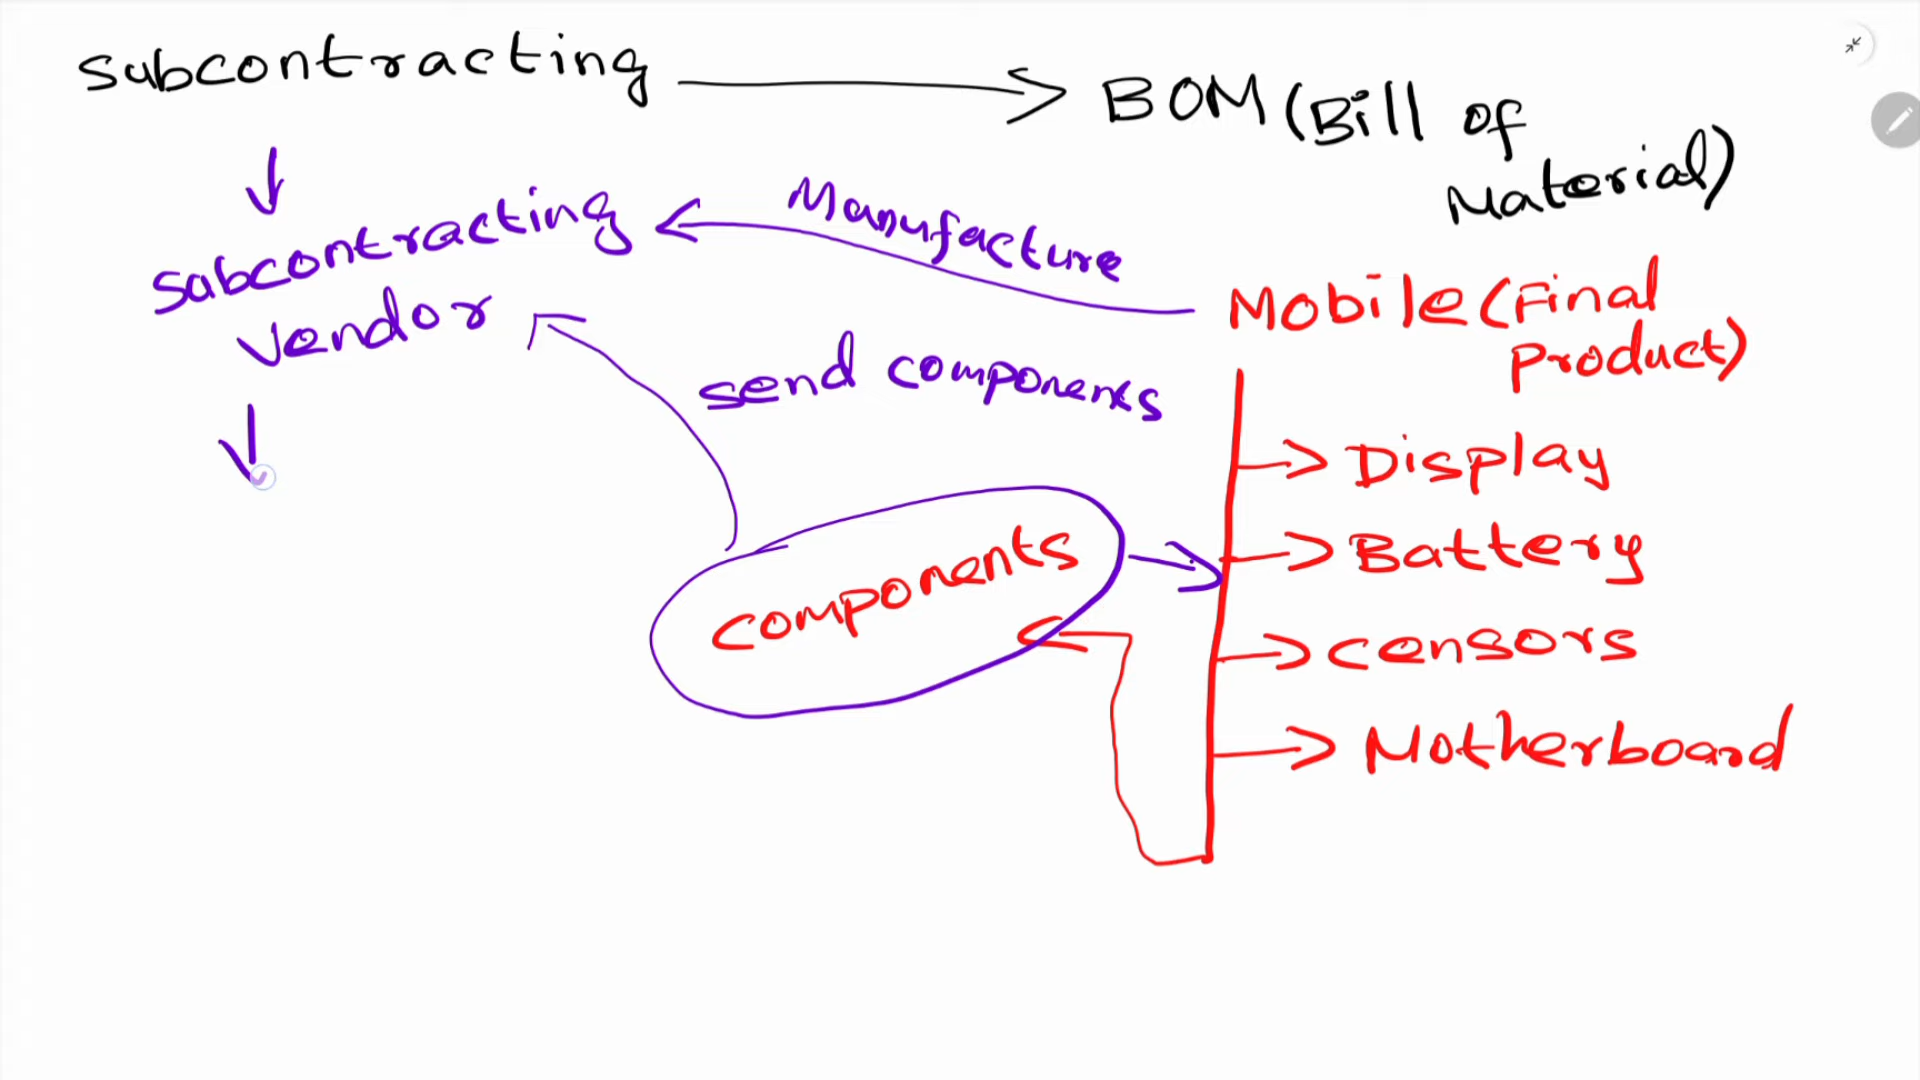 subcontracting
BOM (Bill of
Material)
Manufacture
subcontracting
vendor
Mobile (Final
product)
send components
Display
Battery
components
censors
Motherboard